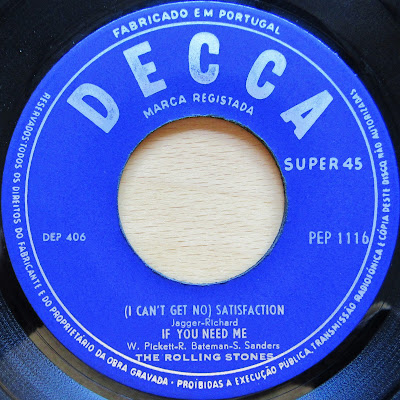 FABRICADO EM PORTUGAL
DECCA
MARCA REGISTADA
SUPER 45
DEP 406
PEP 1116
(I CAN'T GET NO) SATISFACTION
Jagger-Richard
IF YOU NEED ME
W. Pickett-R. Bateman-S. Sanders
THE ROLLING STONES
RESERVADOS TODOS OS DIREITOS DO FABRICANTE E DO PROPRIETÁRIO DA OBRA GRAVADA - PROÍBIDAS A EXECUÇÃO PÚBLICA, TRANSMISSÃO RADIOFÓNICA E CÓPIA DESTE DISCO, NÃO AUTORIZADAS